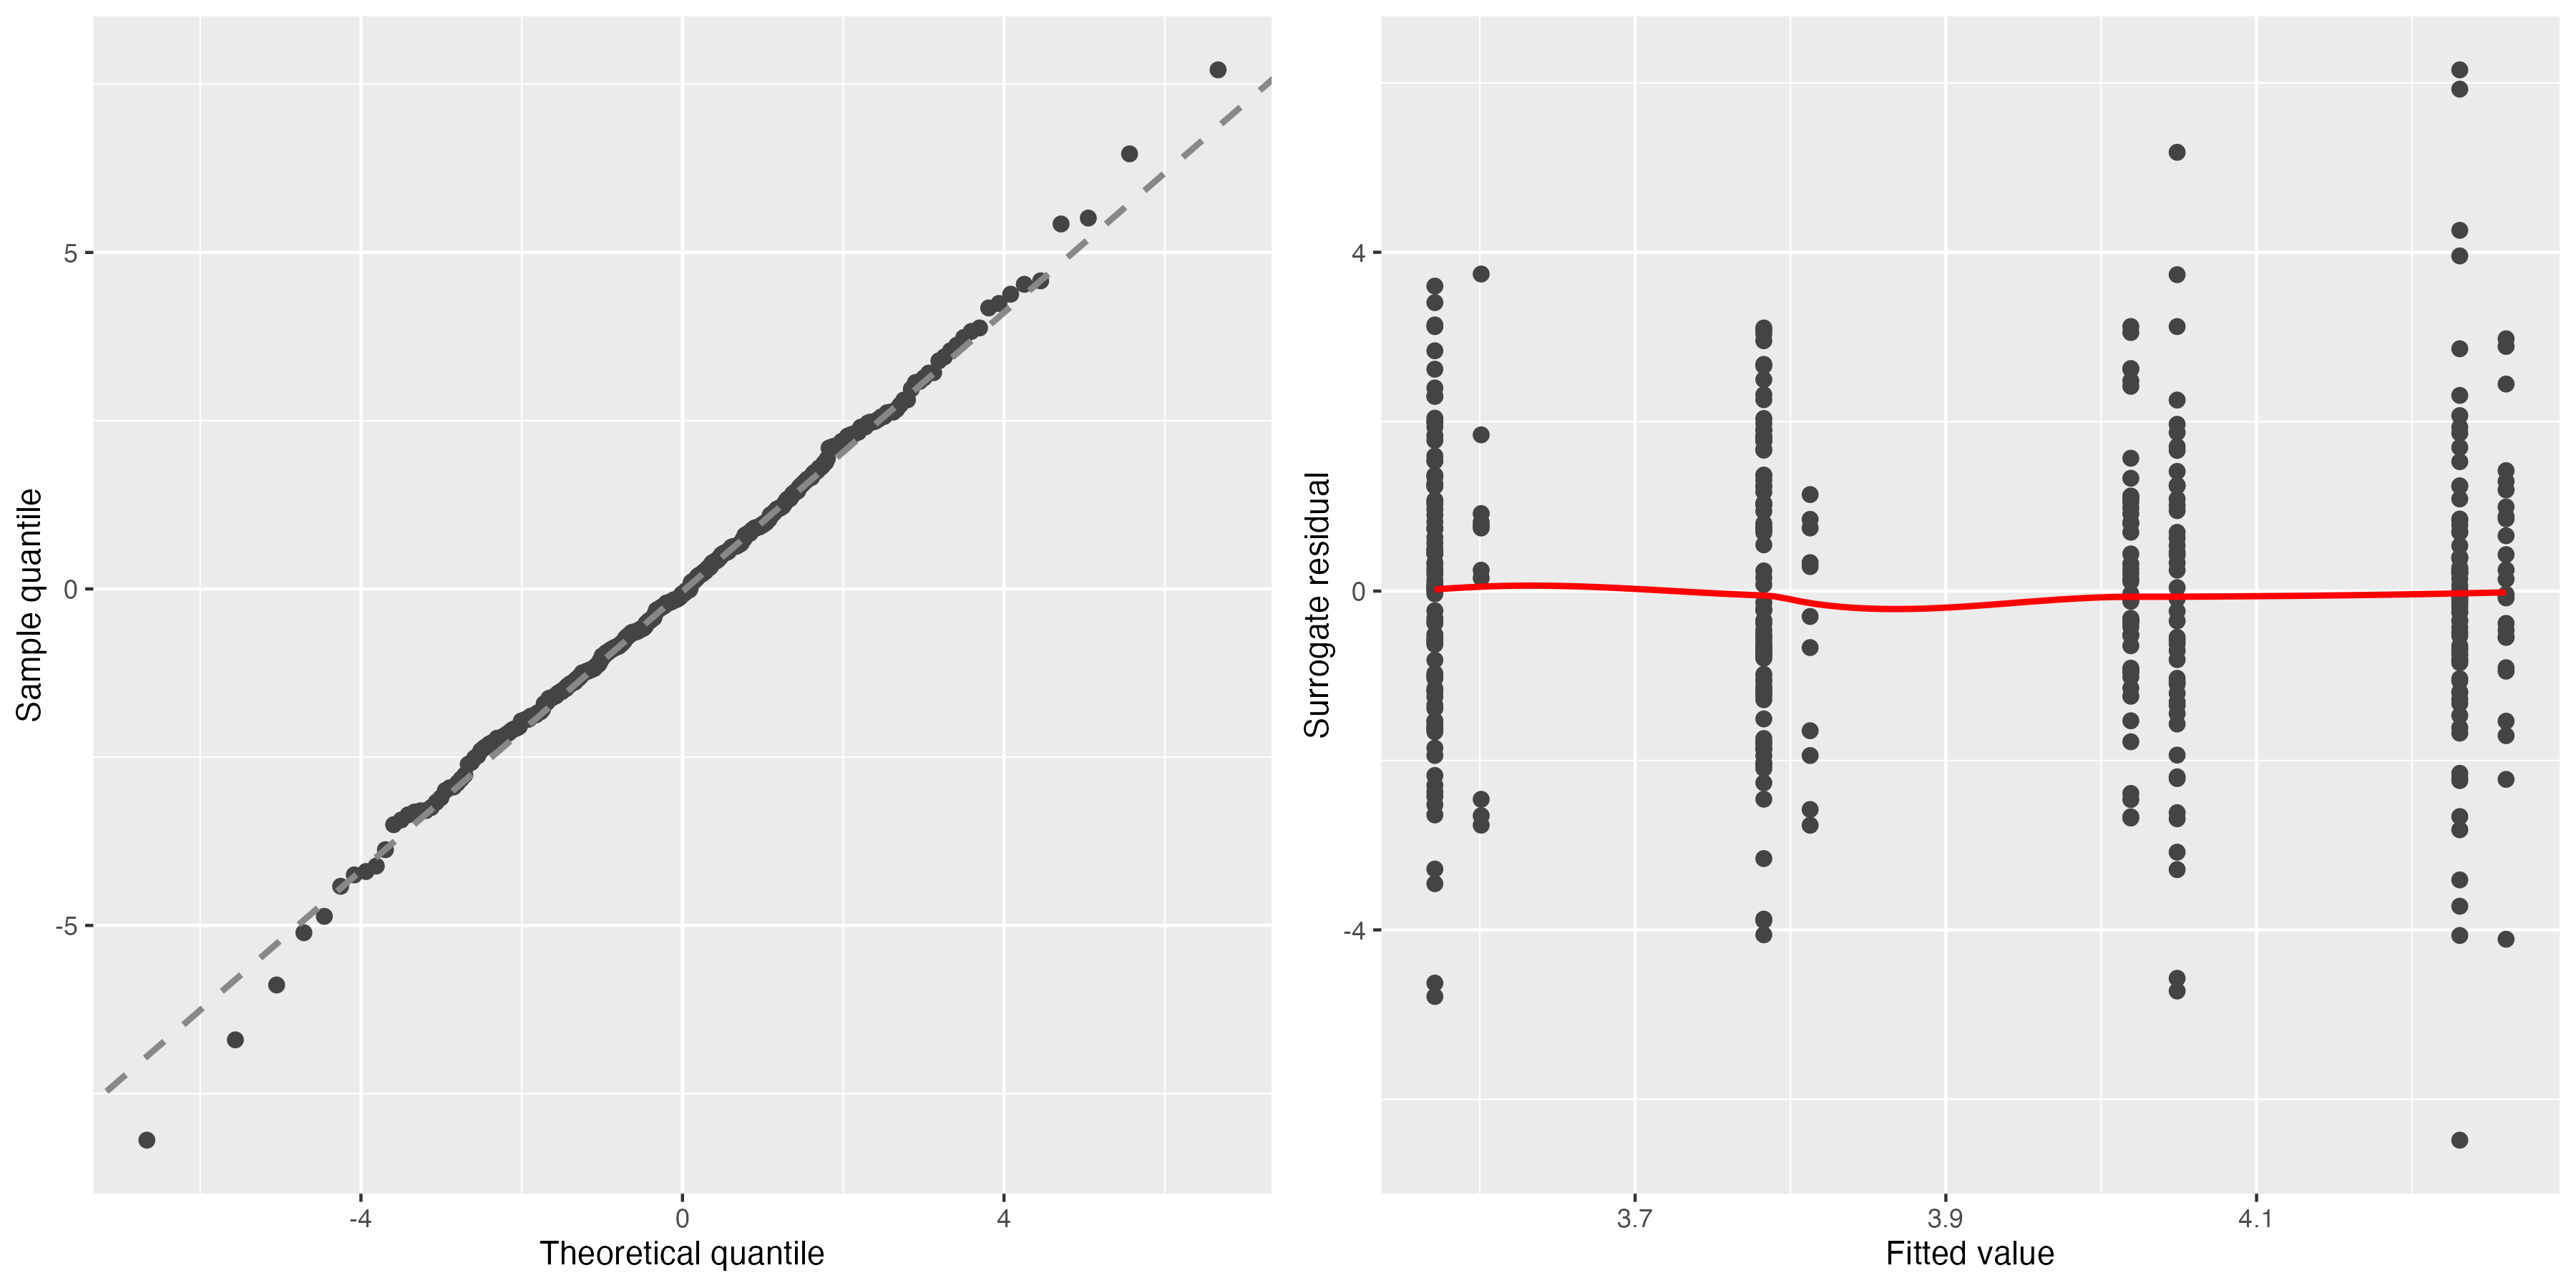 5
0
-5
Sample quantile
-4 0 4
Theoretical quantile
4
0
-4
Surrogate residual
3.7 3.9 4.1
Fitted value